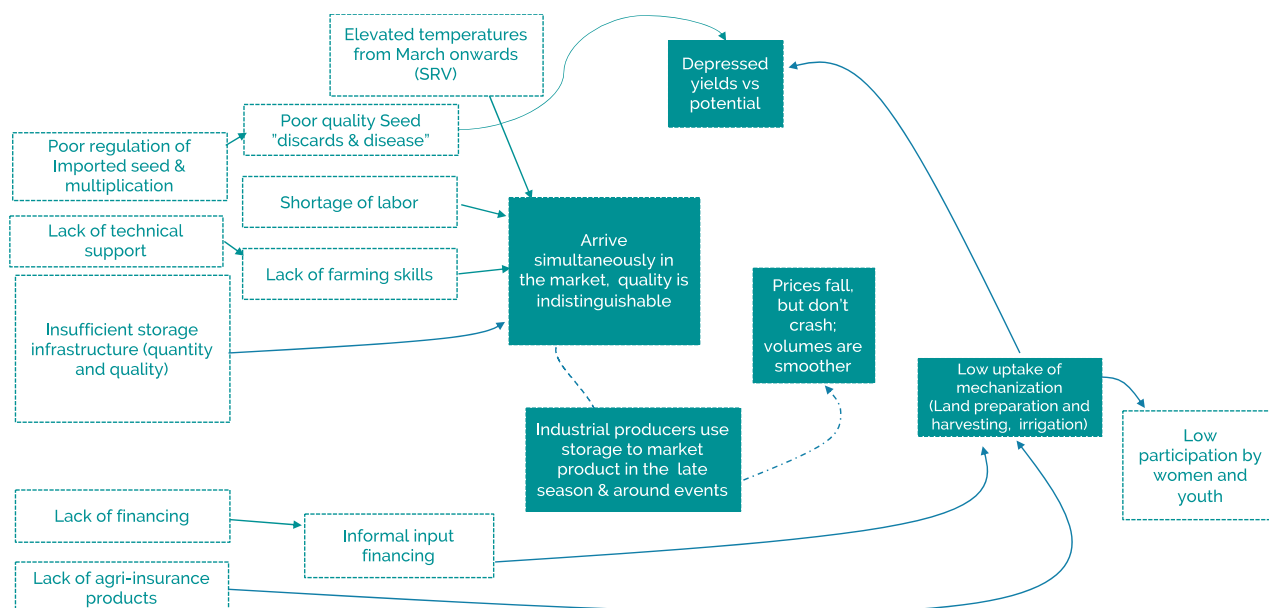 Elevated temperatures
from March onwards
(SRV)
Depressed
yields vs
potential
Poor quality Seed
"discards & disease”
Poor regulation of
Imported seed &
multiplication
Shortage of labor
Lack of technical
support
Lack of farming skills
Arrive
simultaneously in
the market, quality is
indistinguishable
Insufficient storage
infrastructure (quantity
and quality)
Prices fall,
but don’t
crash;
volumes are
smoother
Low uptake of
mechanization
(Land preparation and
harvesting, irrigation)
Industrial producers use
storage to market
product in the late
season & around events
Low
participation by
women and
youth
Lack of financing
Informal input
financing
Lack of agri-insurance
products